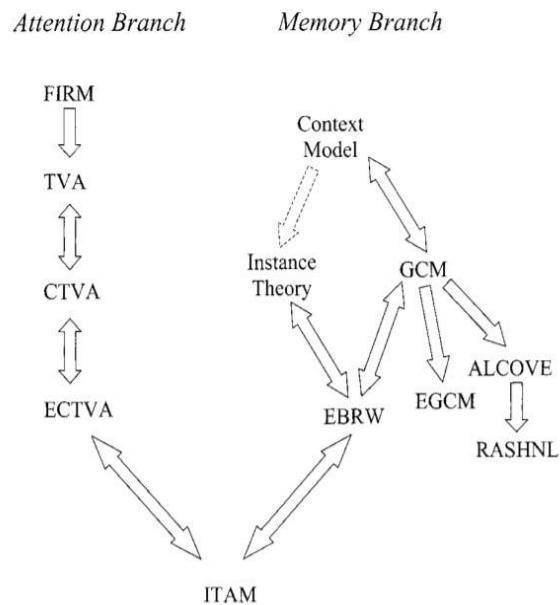 Attention Branch
Memory Branch
FIRM
TVA
CTVA
ECTVA
Context
Model
Instance
Theory
GCM
EBRW
EGCM
ALCOVE
RASHNL
ITAM